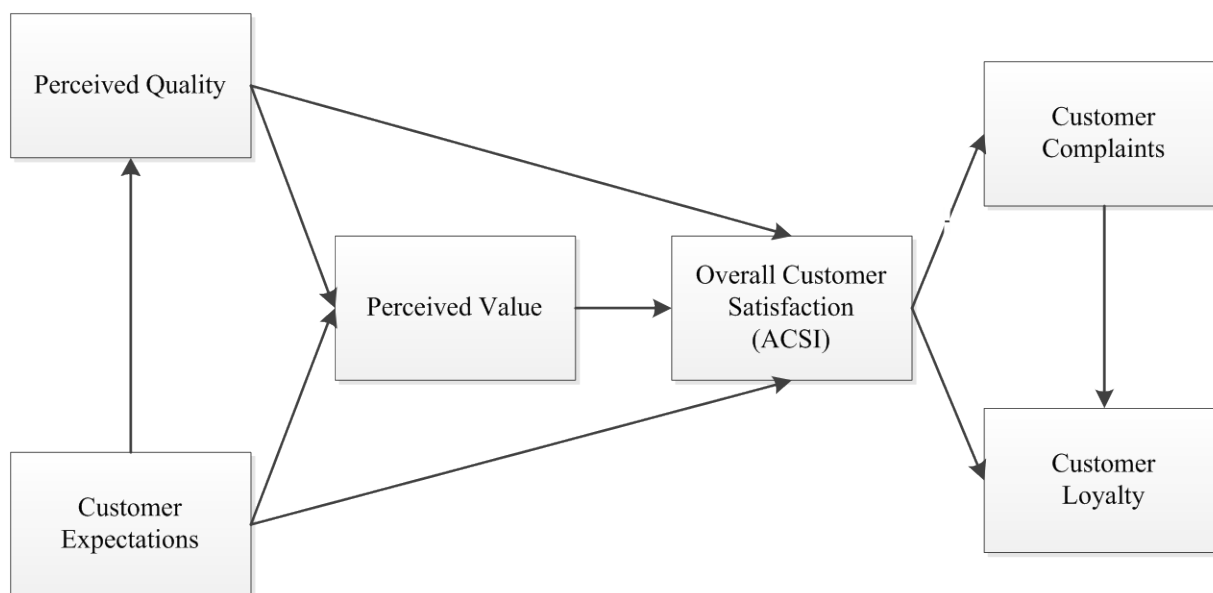 Perceived Quality
Customer
Complaints
Perceived Value
Overall Customer
Satisfaction
(ACSI)
Customer
Expectations
Customer
Loyalty